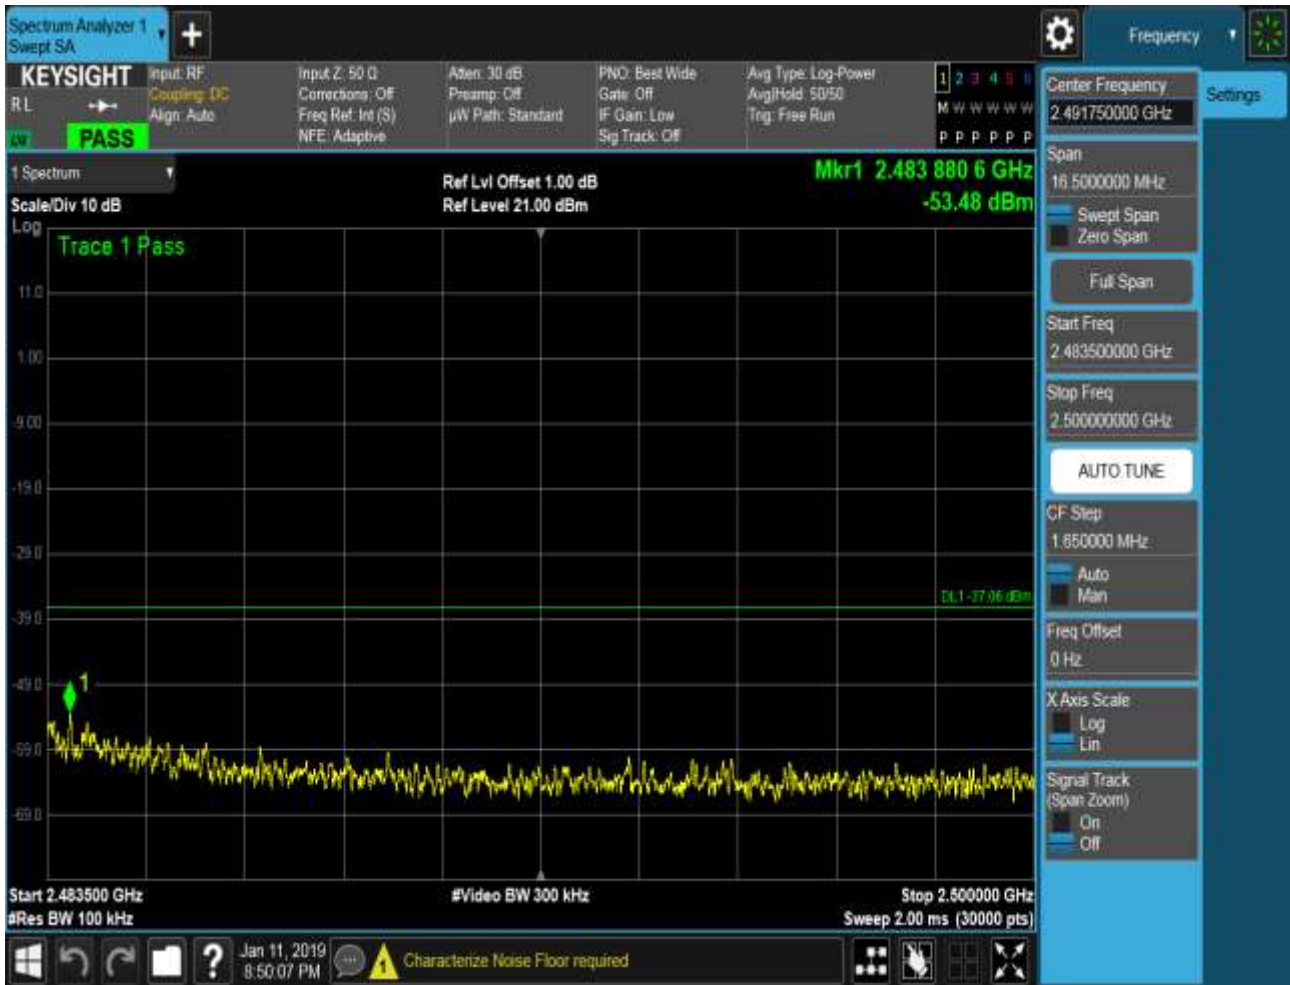 Spectrum Analyzer 1
Swept SA
+
Frequency
KEYSIGHT
RL
PASS
Input: RF
Coupling: DC
Align: Auto
Input Z: 50 Ω
Corrections: Off
Freq Ref: Int (S)
NFE: Adaptive
Atten: 30 dB
Preamp: Off
µW Path: Standard
PNO: Best Wide
Gate: Off
IF Gain: Low
Sig Track: Off
Avg Type: Log-Power
Avg|Hold: 50/50
Trig: Free Run
1 2 3 4 5 6
M W W W W W
P P P P P P
1 Spectrum
Scale/Div 10 dB
Log
Ref Lvl Offset 1.00 dB
Ref Level 21.00 dBm
Mkr1 2.483 880 6 GHz
-53.48 dBm
Trace 1 Pass
11.0
1.00
-9.00
-19.0
-29.0
DL1 -37.06 dBm
-39.0
-49.0
1
-59.0
-69.0
Start 2.483500 GHz
#Res BW 100 kHz
#Video BW 300 kHz
Stop 2.500000 GHz
Sweep 2.00 ms (30000 pts)
?
Jan 11, 2019
8:50:07 PM
Characterize Noise Floor required
Center Frequency
2.491750000 GHz
Span
16.5000000 MHz
Swept Span
Zero Span
Full Span
Start Freq
2.483500000 GHz
Stop Freq
2.500000000 GHz
AUTO TUNE
CF Step
1.650000 MHz
Auto
Man
Freq Offset
0 Hz
X Axis Scale
Log
Lin
Signal Track
(Span Zoom)
On
Off
Settings